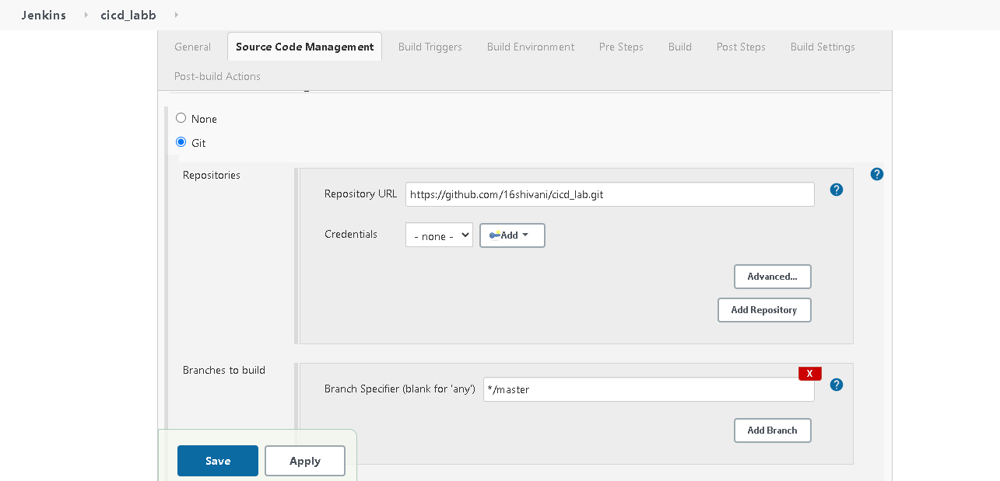 Jenkins cicd_labb
General Source Code Management Build Triggers Build Environment Pre Steps Build Post Steps Build Settings
Post-build Actions
None
Git
Repositories
?
Repository URL https://github.com/16shivani/cicd_lab.git ?
Credentials - none - Add
Advanced...
Add Repository
Branches to build
X
Branch Specifier (blank for 'any') */master ?
Add Branch
Save Apply